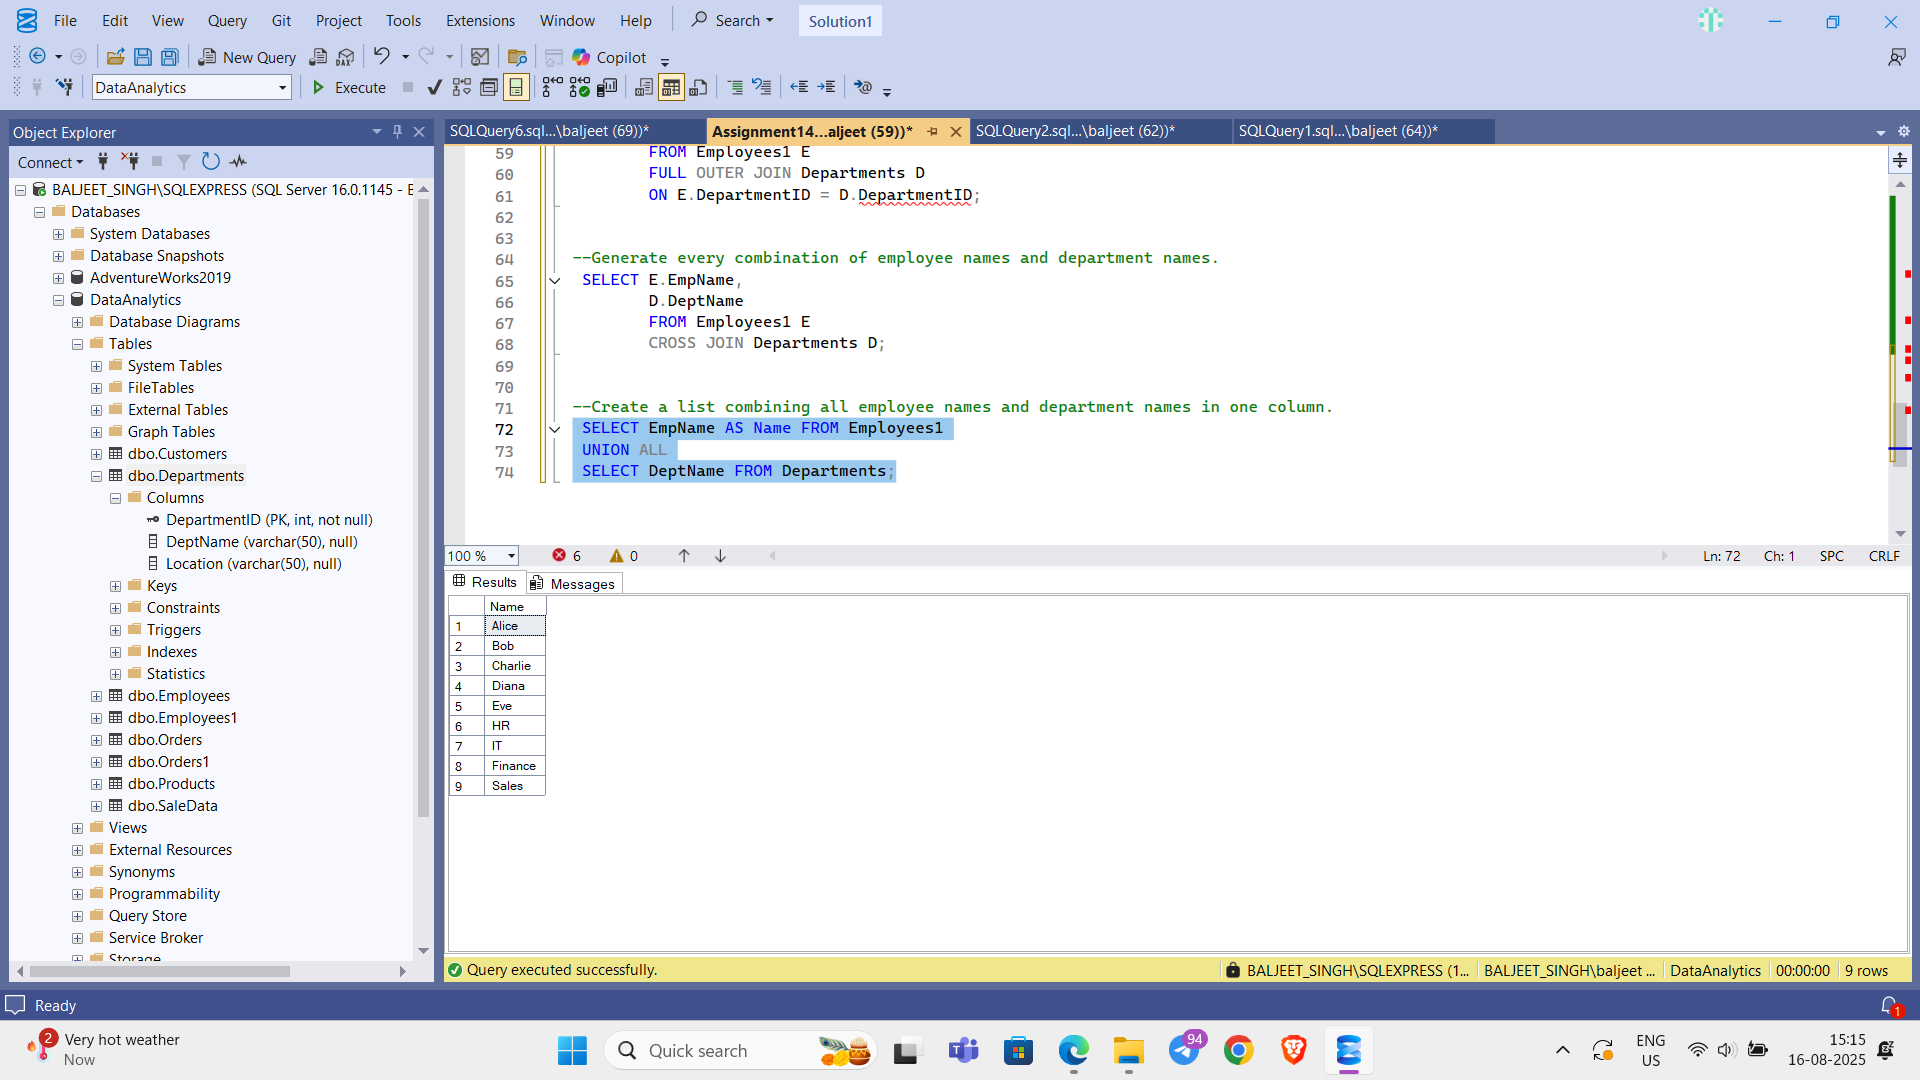 File Edit View Query Git Project Tools Extensions Window Help Search Solution1
New Query DAX Copilot
DataAnalytics Execute
Object Explorer
Connect
BALJEET_SINGH\SQLEXPRESS (SQL Server 16.0.1145 - E
Databases
System Databases
Database Snapshots
AdventureWorks2019
DataAnalytics
Database Diagrams
Tables
System Tables
FileTables
External Tables
Graph Tables
dbo.Customers
dbo.Departments
Columns
DepartmentID (PK, int, not null)
DeptName (varchar(50), null)
Location (varchar(50), null)
Keys
Constraints
Triggers
Indexes
Statistics
dbo.Employees
dbo.Employees1
dbo.Orders
dbo.Orders1
dbo.Products
dbo.SaleData
Views
External Resources
Synonyms
Programmability
Query Store
Service Broker
Storage
SQLQuery6.sql...\baljeet (69))* Assignment14...aljeet (59))* SQLQuery2.sql...\baljeet (62))* SQLQuery1.sql...\baljeet (64))*
59 FROM Employees1 E
60 FULL OUTER JOIN Departments D
61 ON E.DepartmentID = D.DepartmentID;
62
63
64 --Generate every combination of employee names and department names.
65 SELECT E.EmpName,
66 D.DeptName
67 FROM Employees1 E
68 CROSS JOIN Departments D;
69
70
71 --Create a list combining all employee names and department names in one column.
72 SELECT EmpName AS Name FROM Employees1
73 UNION ALL
74 SELECT DeptName FROM Departments;
100 % 6 0 Ln: 72 Ch: 1 SPC CRLF
Results Messages
Name
1 Alice
2 Bob
3 Charlie
4 Diana
5 Eve
6 HR
7 IT
8 Finance
9 Sales
Query executed successfully. BALJEET_SINGH\SQLEXPRESS (1... BALJEET_SINGH\baljeet ... DataAnalytics 00:00:00 9 rows
Ready 1
2 Very hot weather
Now
Quick search
94
ENG
US
15:15
16-08-2025